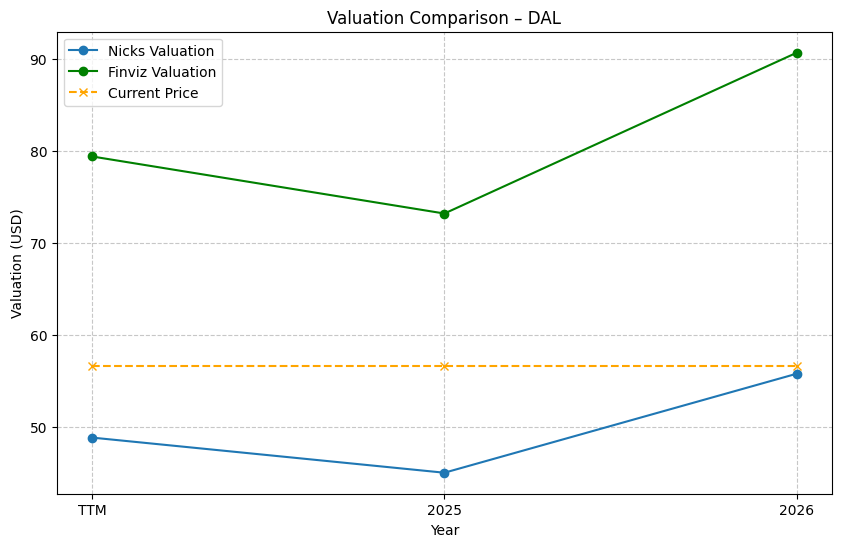 Valuation Comparison – DAL
Nicks Valuation
Finviz Valuation
Current Price
Valuation (USD)
90
80
70
60
50
TTM
2025
2026
Year